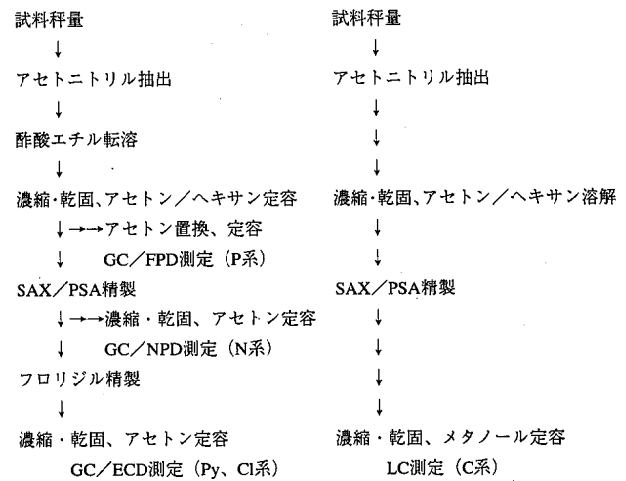 試料秤量
↓
アセトニトリル抽出
↓
酢酸エチル転溶
↓
濃縮・乾固、アセトン／ヘキサン定容
↓→→アセトン置換、定容
↓ GC／FPD測定（P系）
SAX／PSA精製
↓→→濃縮・乾固、アセトン定容
↓ GC／NPD測定（N系）
フロリジル精製
↓
濃縮・乾固、アセトン定容
GC／ECD測定（Py、Cl系）
試料秤量
↓
アセトニトリル抽出
↓
↓
↓
濃縮・乾固、アセトン／ヘキサン溶解
↓
↓
SAX／PSA精製
↓
↓
↓
↓
濃縮・乾固、メタノール定容
LC測定（C系）